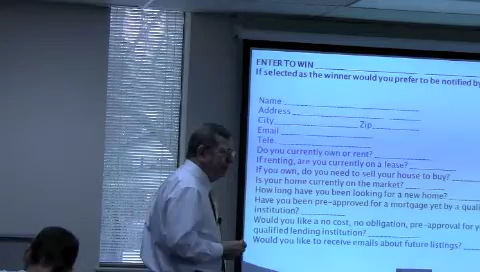 ENTER TO WIN
If selected as the winner would you prefer to be notified by
Name
Address
City Zip
Email
Tele.
Do you currently own or rent?
If renting, are you currently on a lease?
If you own, do you need to sell your house to buy?
Is your home currently on the market?
How long have you been looking for a new home?
Have you been pre-approved for a mortgage yet by a
institution?
Would you like a no cost, no obligation, pre-approval for
qualified lending institution?
Would you like to receive emails about future listings?